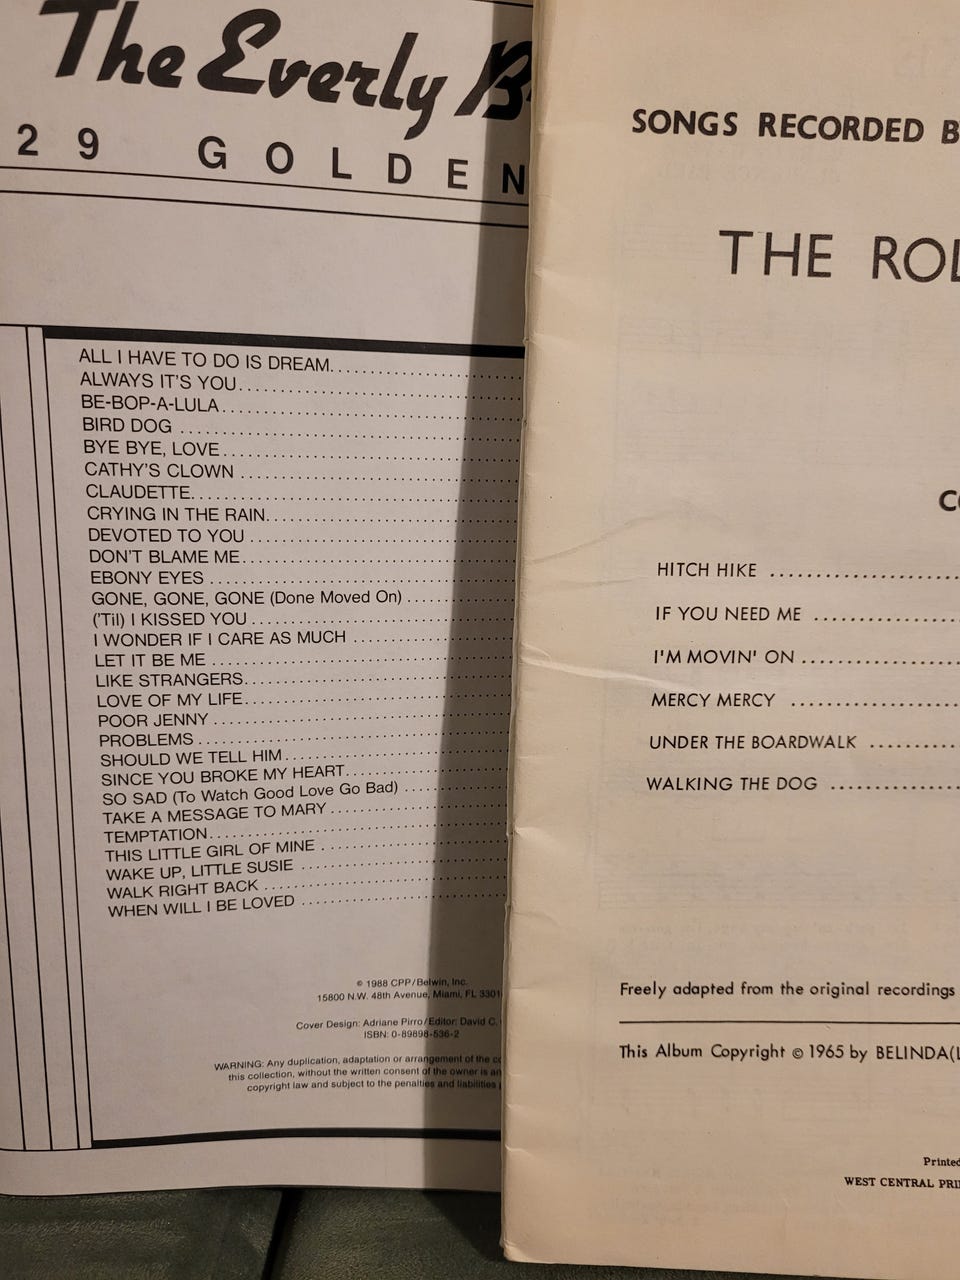 The Everly B
29 GOLDEN
ALL I HAVE TO DO IS DREAM
ALWAYS IT'S YOU
BE-BOP-A-LULA
BIRD DOG
BYE BYE, LOVE
CATHY'S CLOWN
CLAUDETTE
CRYING IN THE RAIN
DEVOTED TO YOU
DON'T BLAME ME
EBONY EYES
GONE, GONE, GONE (Done Moved On)
('Til) I KISSED YOU
I WONDER IF I CARE AS MUCH
LET IT BE ME
LIKE STRANGERS
LOVE OF MY LIFE
POOR JENNY
PROBLEMS
SHOULD WE TELL HIM
SINCE YOU BROKE MY HEART
SO SAD (To Watch Good Love Go Bad)
TAKE A MESSAGE TO MARY
TEMPTATION
THIS LITTLE GIRL OF MINE
WAKE UP, LITTLE SUSIE
WALK RIGHT BACK
WHEN WILL I BE LOVED
© 1988 CPP/Belwin, Inc.
15800 N.W. 48th Avenue, Miami, FL 3301
Cover Design: Adriane Pirro/Editor: David C.
ISBN: 0-89898-536-2
WARNING: Any duplication, adaptation or arrangement of the co
this collection, without the written consent of the owner is an
copyright law and subject to the penalties and liabilities
SONGS RECORDED B
THE ROL
CO
HITCH HIKE
IF YOU NEED ME
I'M MOVIN' ON
MERCY MERCY
UNDER THE BOARDWALK
WALKING THE DOG
Freely adapted from the original recordings
This Album Copyright © 1965 by BELINDA(L
Printed
WEST CENTRAL PRI